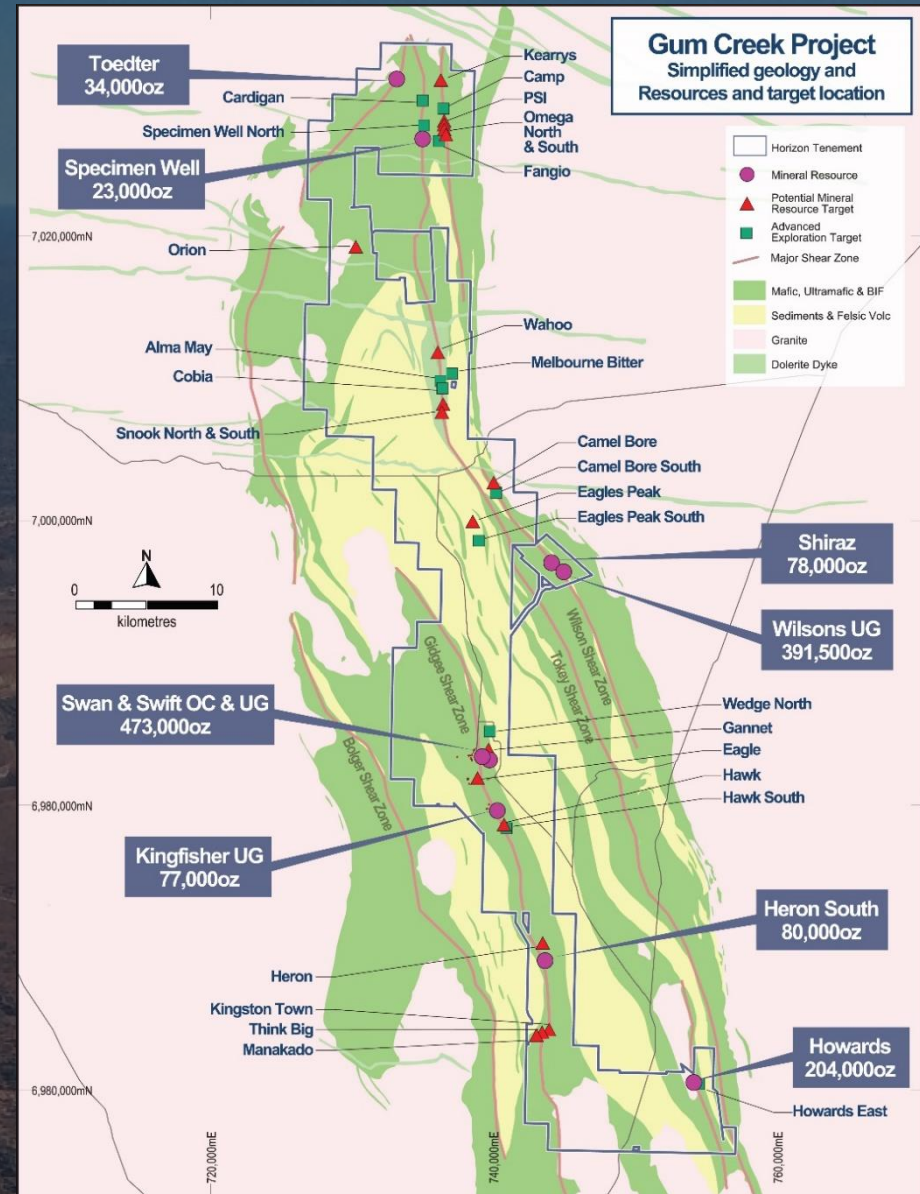 Gum Creek Project
Simplified geology and
Resources and target location
Horizon Tenement
Mineral Resource
Potential Mineral
Resource Target
Advanced
Exploration Target
Major Shear Zone
Mafic, Ultramafic & BIF
Sediments & Felsic Volc
Granite
Dolerite Dyke
Toedter
34,000oz
Cardigan
Specimen Well North
Specimen Well
23,000oz
Kearrys
Camp
PSI
Omega
North
& South
Fangio
7,020,000mN
Orion
Wahoo
Alma May
Melbourne Bitter
Cobia
Snook North & South
Camel Bore
Camel Bore South
Eagles Peak
Eagles Peak South
7,000,000mN
N
0
10
kilometres
Shiraz
78,000oz
Wilsons UG
391,500oz
Wilson Shear Zone
Tokay Shear Zone
Gidgee Shear Zone
Bolger Shear Zone
Swan & Swift OC & UG
473,000oz
Wedge North
Gannet
Eagle
Hawk
Hawk South
6,980,000mN
Kingfisher UG
77,000oz
Heron South
80,000oz
Heron
Kingston Town
Think Big
Manakado
Howards
204,000oz
Howards East
6,980,000mN
720,000mE
740,000mE
760,000mE